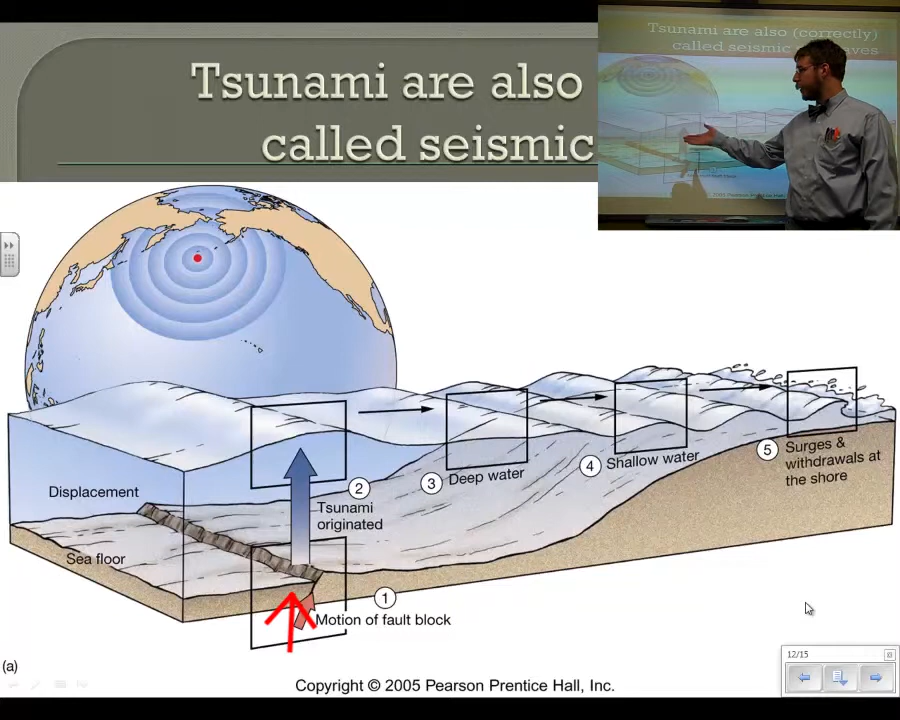 Tsunami are also
called seismic
Tsunami are also (correctly)
called seismic
Displacement
Sea floor
2
Tsunami
originated
3
Deep water
4
Shallow water
5
Surges &
withdrawals at
the shore
1
Motion of fault block
(a)
Copyright © 2005 Pearson Prentice Hall, Inc.
12/15